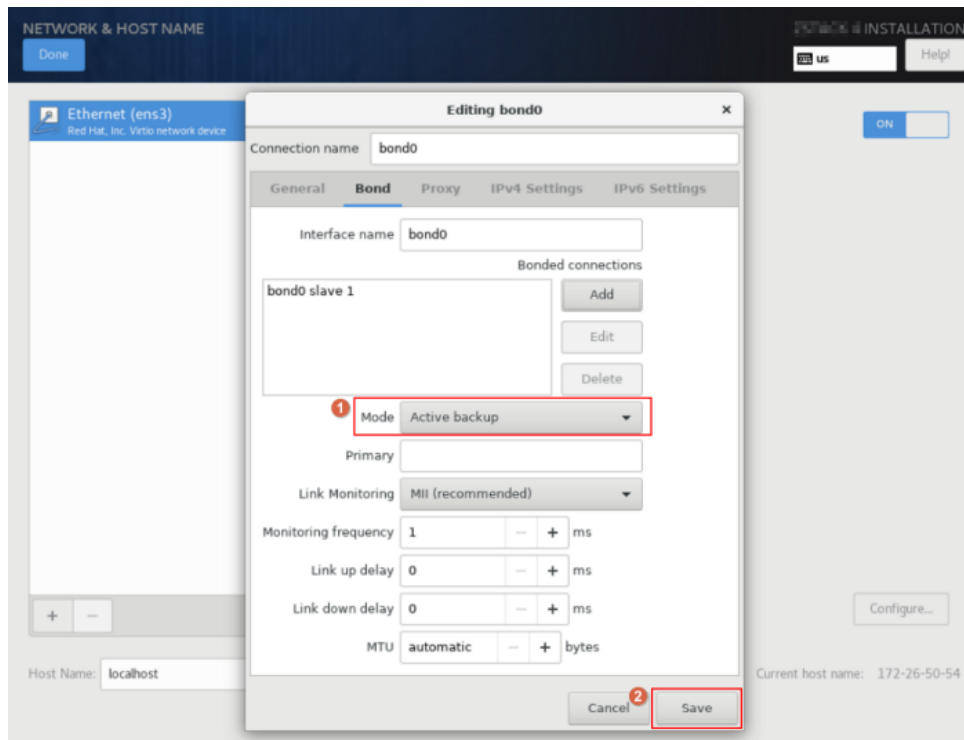 NETWORK & HOST NAME
INSTALLATION
Done
us
Help!
Ethernet (ens3)
Red Hat, Inc. Virtio network device
ON
Editing bond0
Connection name bond0
General Bond Proxy IPv4 Settings IPv6 Settings
Interface name bond0
Bonded connections
bond0 slave 1
Add
Edit
Delete
1
Mode Active backup
Primary
Link Monitoring MII (recommended)
Monitoring frequency 1 − + ms
Link up delay 0 − + ms
Link down delay 0 − + ms
MTU automatic − + bytes
+ −
Configure...
Host Name: localhost
Current host name: 172-26-50-54
Cancel
2
Save